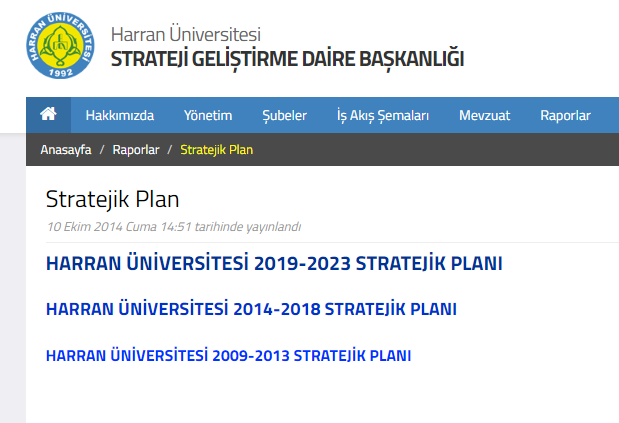 HARRAN ÜNİVERSİTESİ
1992
Harran Üniversitesi
STRATEJİ GELİŞTİRME DAİRE BAŞKANLIĞI
Hakkımızda Yönetim Şubeler İş Akış Şemaları Mevzuat Raporlar
Anasayfa / Raporlar / Stratejik Plan
Stratejik Plan
10 Ekim 2014 Cuma 14:51 tarihinde yayınlandı
HARRAN ÜNİVERSİTESİ 2019-2023 STRATEJİK PLANI
HARRAN ÜNİVERSİTESİ 2014-2018 STRATEJİK PLANI
HARRAN ÜNİVERSİTESİ 2009-2013 STRATEJİK PLANI